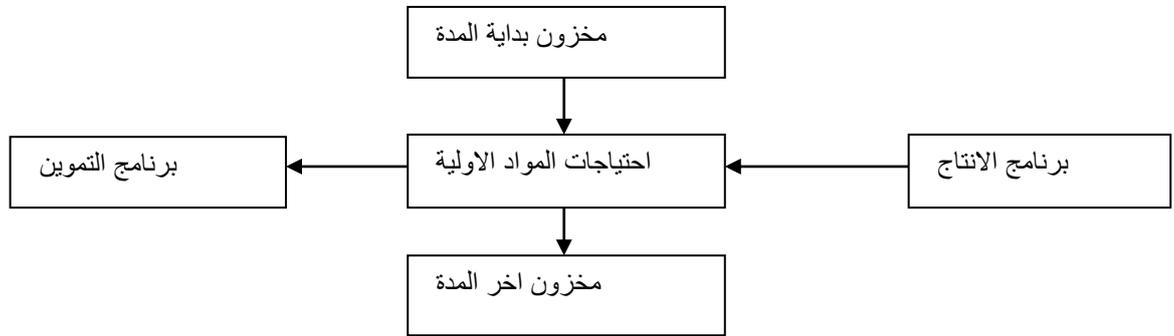 مخزون بداية المدة
برنامج الانتاج
احتياجات المواد الاولية
برنامج التموين
مخزون اخر المدة